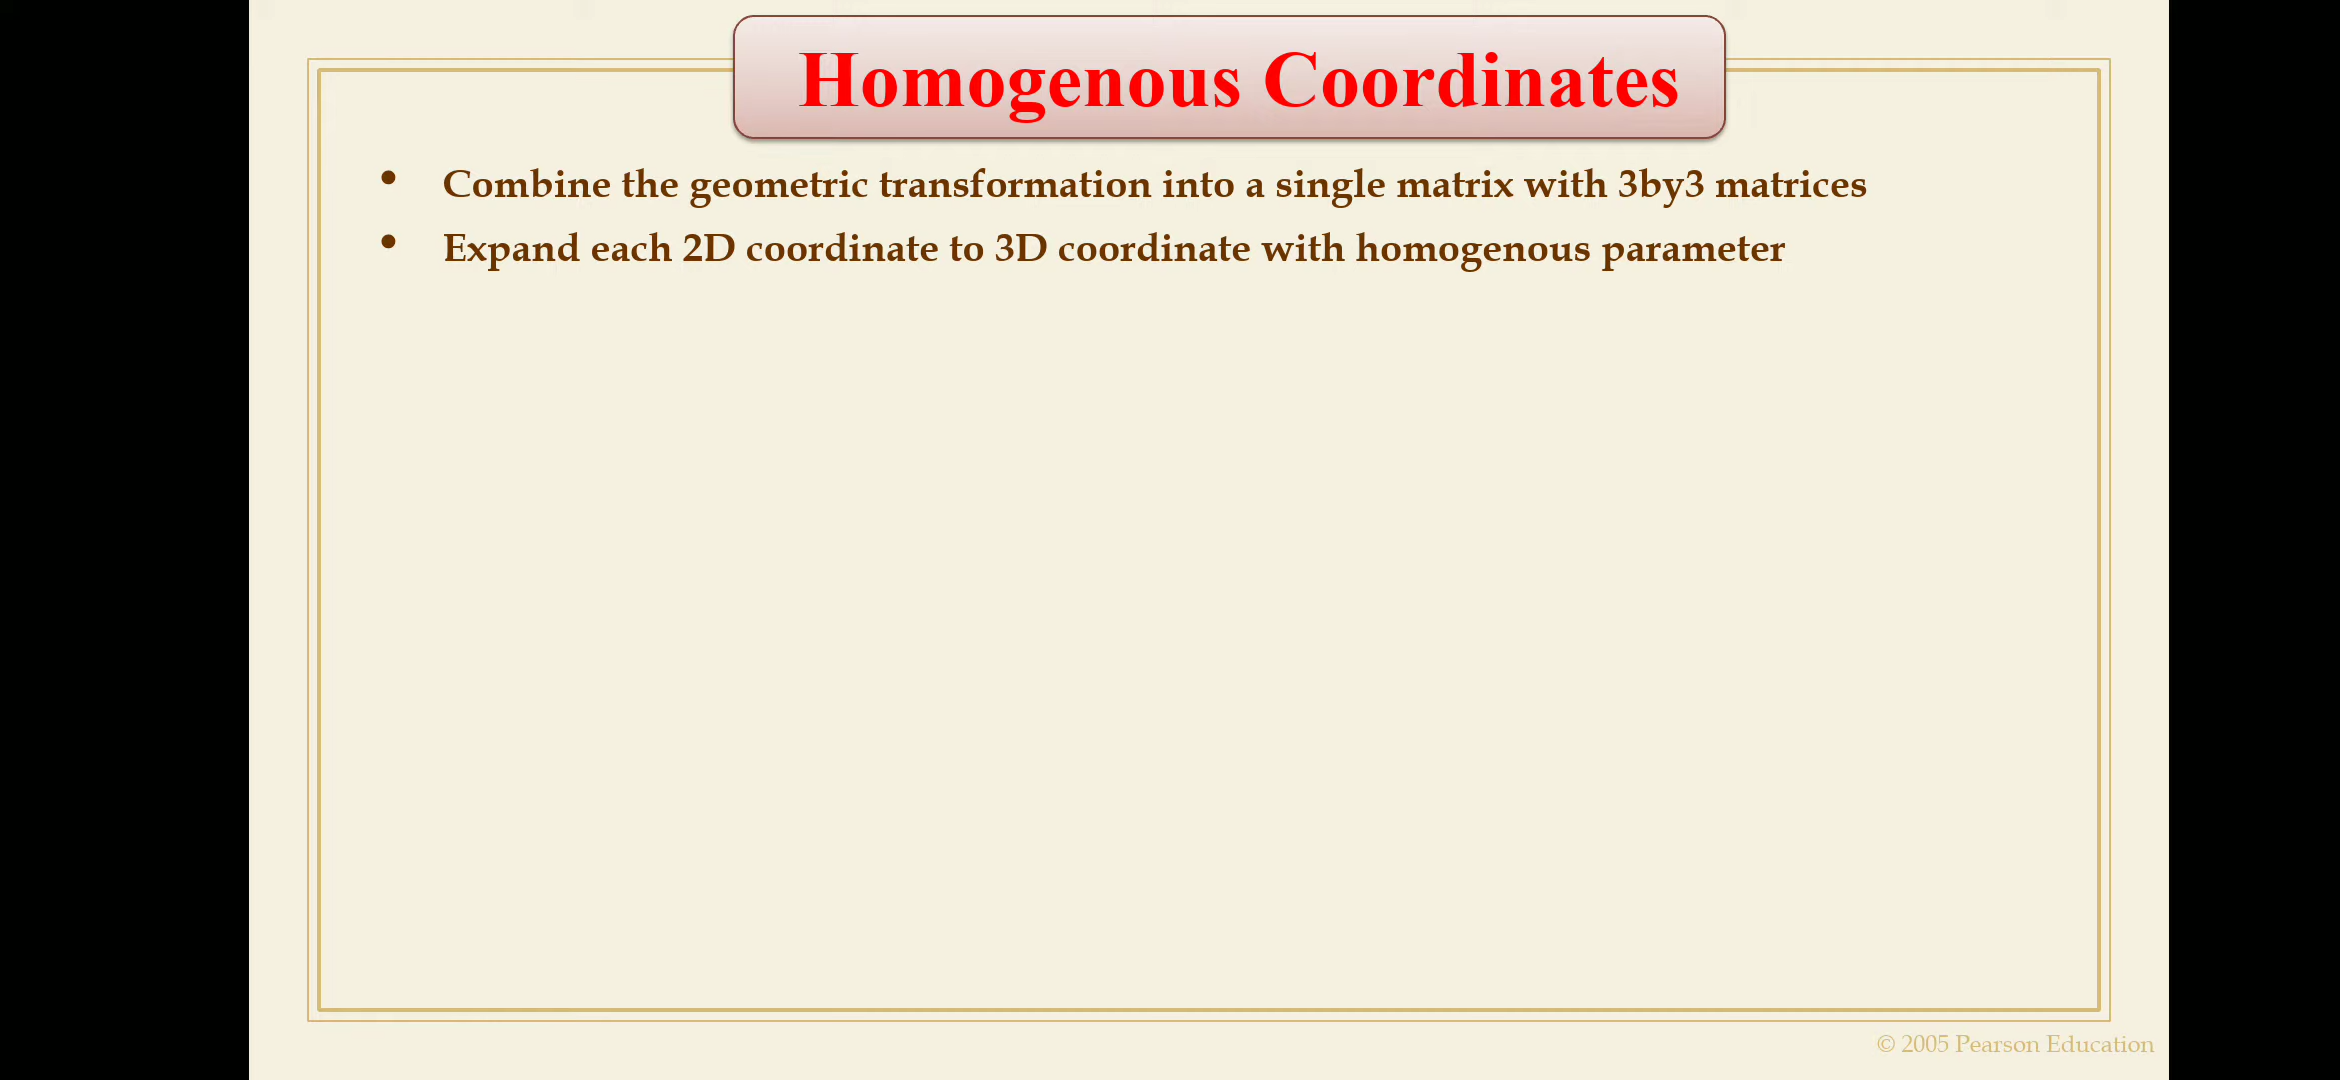 Homogenous Coordinates
• Combine the geometric transformation into a single matrix with 3by3 matrices
• Expand each 2D coordinate to 3D coordinate with homogenous parameter
© 2005 Pearson Education